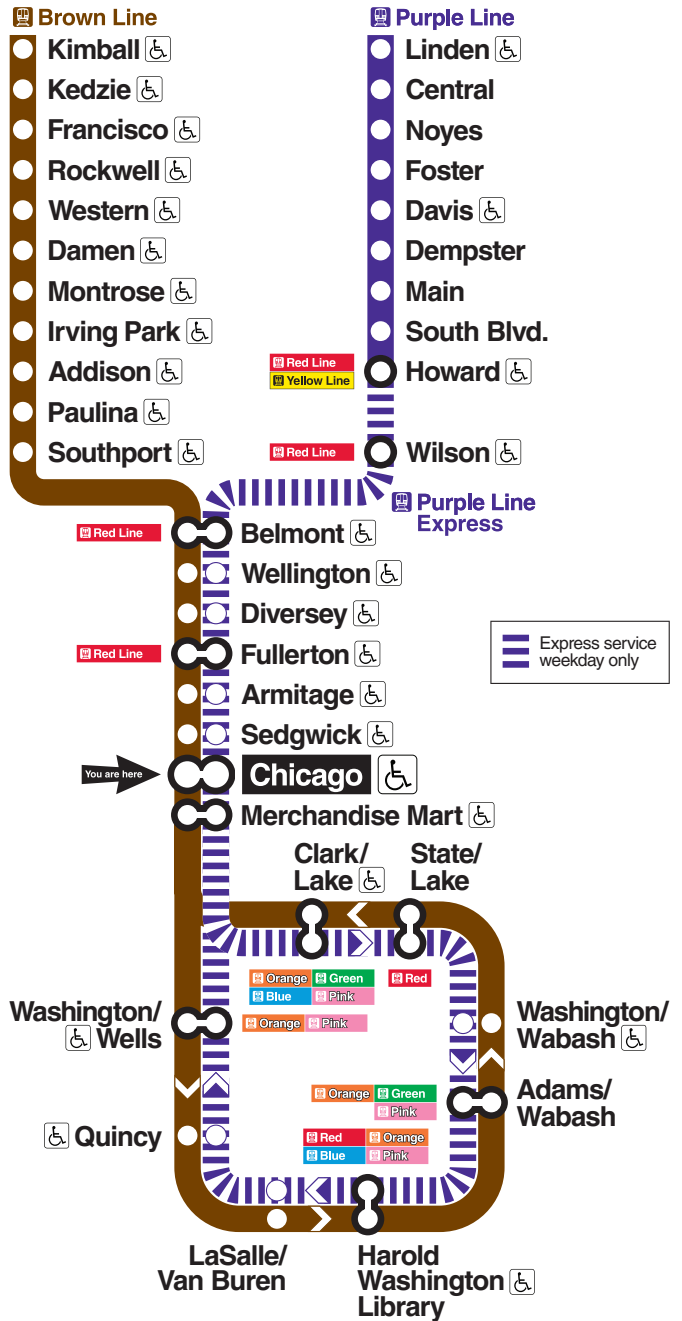 Brown Line
Kimball
Kedzie
Francisco
Rockwell
Western
Damen
Montrose
Irving Park
Addison
Paulina
Southport
Purple Line
Linden
Central
Noyes
Foster
Davis
Dempster
Main
South Blvd.
Red Line
Yellow Line
Howard
Red Line
Wilson
Purple Line
Express
Red Line
Belmont
Wellington
Diversey
Red Line
Fullerton
Armitage
Sedgwick
You are here
Chicago
Merchandise Mart
Express service
weekday only
Clark/
Lake
State/
Lake
Orange Green
Blue Pink
Red
Washington/
Wells
Orange Pink
Washington/
Wabash
Orange Green
Pink
Adams/
Wabash
Quincy
Red Orange
Blue Pink
LaSalle/
Van Buren
Harold
Washington
Library